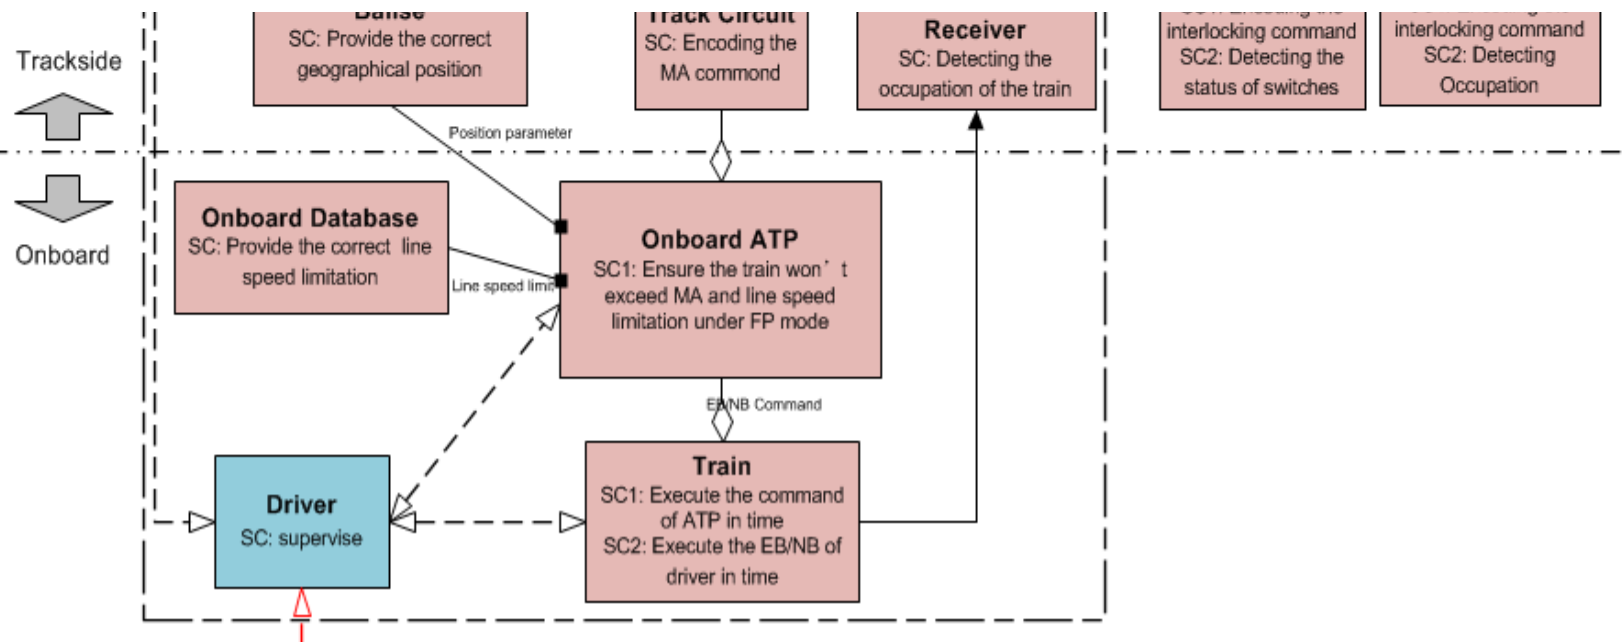 Trackside
Onboard
Balise
SC: Provide the correct
geographical position
Track Circuit
SC: Encoding the
MA commond
Receiver
SC: Detecting the
occupation of the train
interlocking command
SC2: Detecting the
status of switches
interlocking command
SC2: Detecting
Occupation
Position parameter
Onboard Database
SC: Provide the correct line
speed limitation
Line speed limit
Onboard ATP
SC1: Ensure the train won't
exceed MA and line speed
limitation under FP mode
EB/NB Command
Driver
SC: supervise
Train
SC1: Execute the command
of ATP in time
SC2: Execute the EB/NB of
driver in time